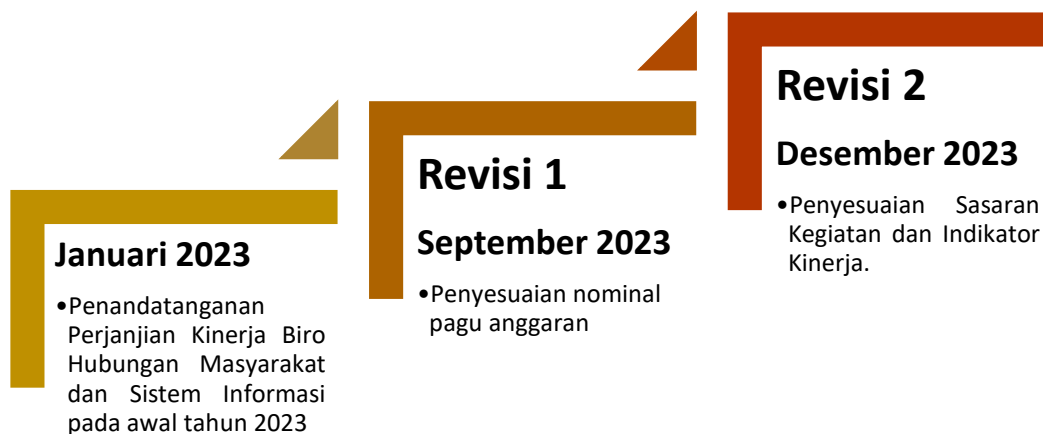 Januari 2023
•Penandatanganan
Perjanjian Kinerja Biro
Hubungan Masyarakat
dan Sistem Informasi
pada awal tahun 2023
Revisi 1
September 2023
•Penyesuaian nominal
pagu anggaran
Revisi 2
Desember 2023
•Penyesuaian Sasaran
Kegiatan dan Indikator
Kinerja.